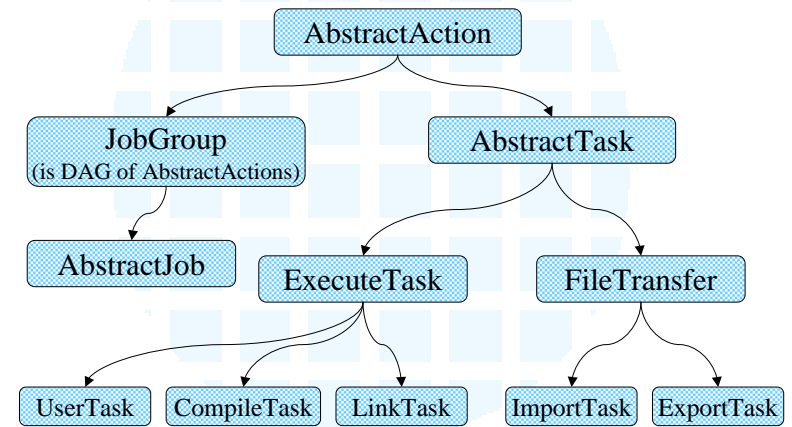 AbstractAction
JobGroup
(is DAG of AbstractActions)
AbstractTask
AbstractJob
ExecuteTask
FileTransfer
UserTask
CompileTask
LinkTask
ImportTask
ExportTask